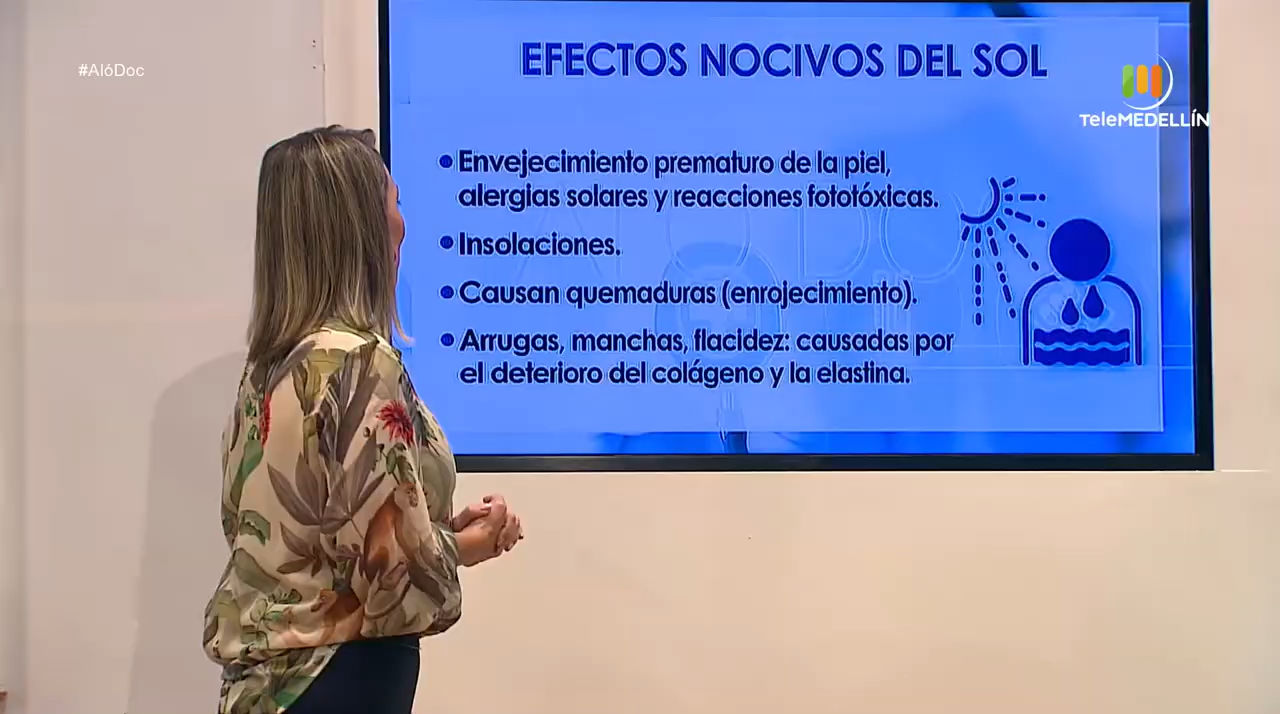 #AlóDoc
EFECTOS NOCIVOS DEL SOL
TeleMEDELLÍN
•Envejecimiento prematuro de la piel,
alergias solares y reacciones fototóxicas.
•Insolaciones.
•Causan quemaduras (enrojecimiento).
•Arrugas, manchas, flacidez: causadas por
el deterioro del colágeno y la elastina.